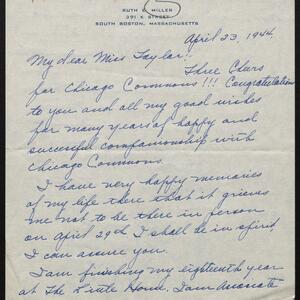 RUTH E. MILLER
391 K STREET
SOUTH BOSTON, MASSACHUSETTS
5
April 23, 1944.
My dear Miss Taylor:
Three Cheers
for Chicago Commons!!! Congratulations
to you and all my good wishes
for many years of happy and
successful companionship with
Chicago Commons.
I have very happy memories
of my life there that it grieves
me not to be there in person
on April 29th I shall be in spirit
I can assure you.
I am finishing my eighteenth year
at The Little House, I am Associate